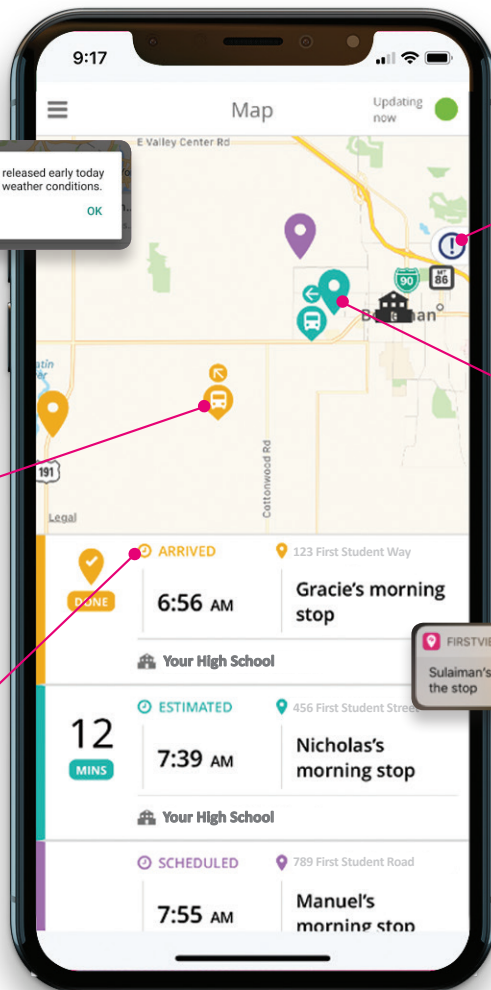 9:17
Map
Updating
now
E Valley Center Rd
released early today
weather conditions.
OK
90
MT
86
191
Cottonwood Rd
Legal
ARRIVED
123 First Student Way
DONE
6:56 AM
Gracie's morning
stop
Your High School
FIRSTVIE
Sulaiman's
the stop
ESTIMATED
456 First Student Street
12
MINS
7:39 AM
Nicholas's
morning stop
Your High School
SCHEDULED
789 First Student Road
7:55 AM
Manuel's
morning stop